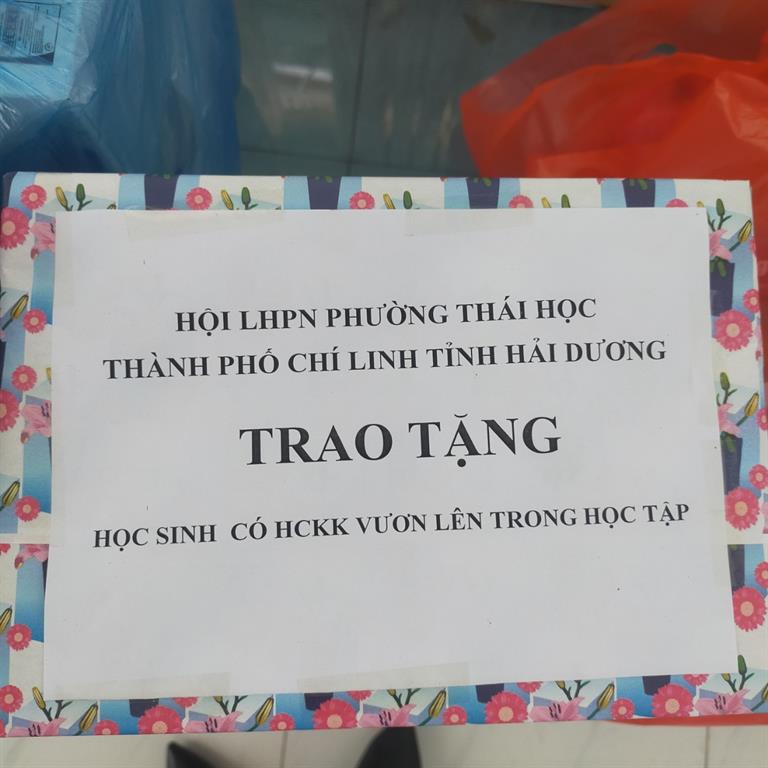 HỘI LHPN PHƯỜNG THÁI HỌC
THÀNH PHỐ CHÍ LINH TỈNH HẢI DƯƠNG
TRAO TẶNG
HỌC SINH CÓ HCKK VƯƠN LÊN TRONG HỌC TẬP